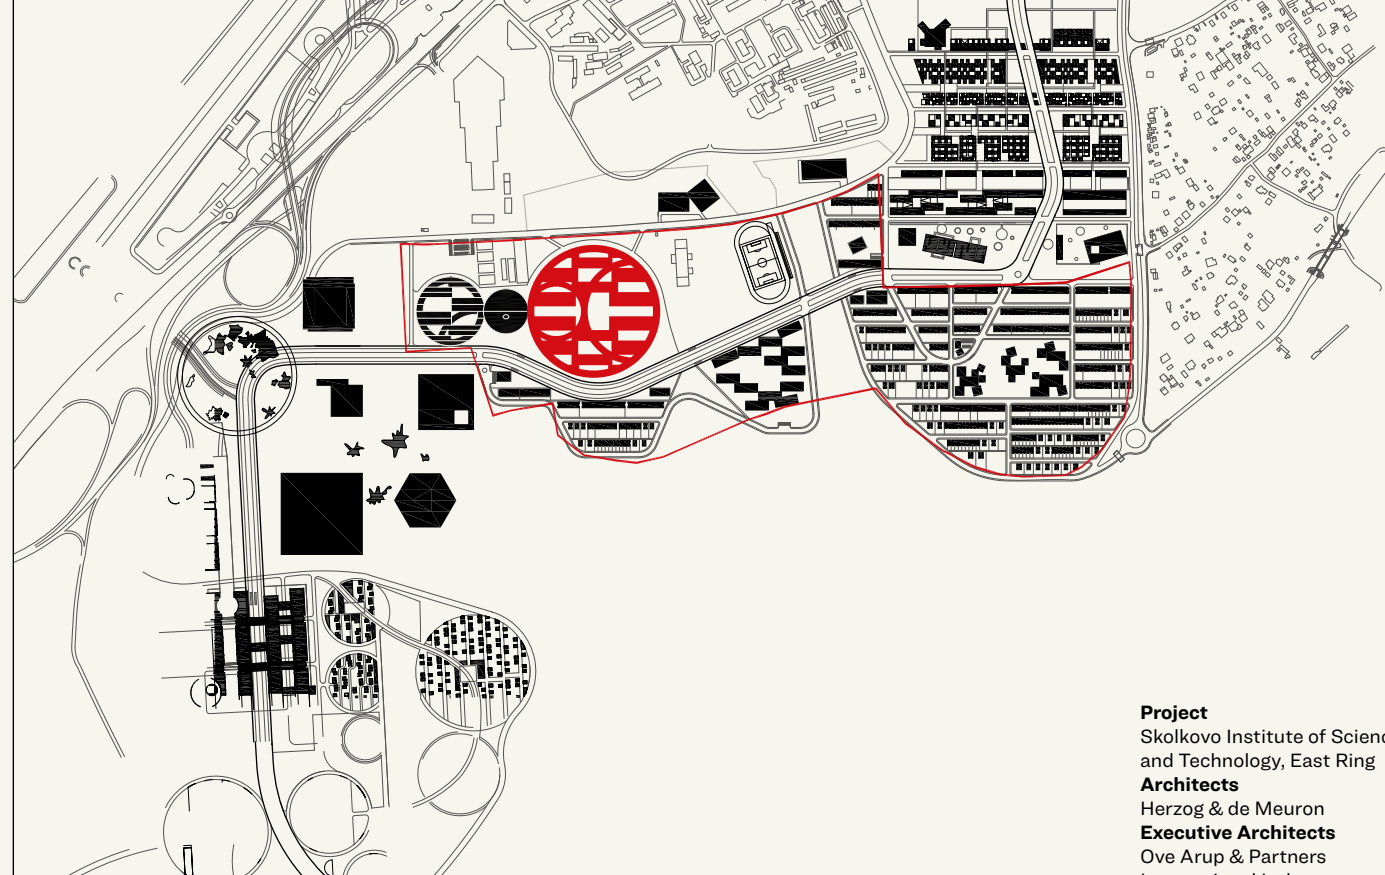 Project
Skolkovo Institute of Scienc
and Technology, East Ring
Architects
Herzog & de Meuron
Executive Architects
Ove Arup & Partners